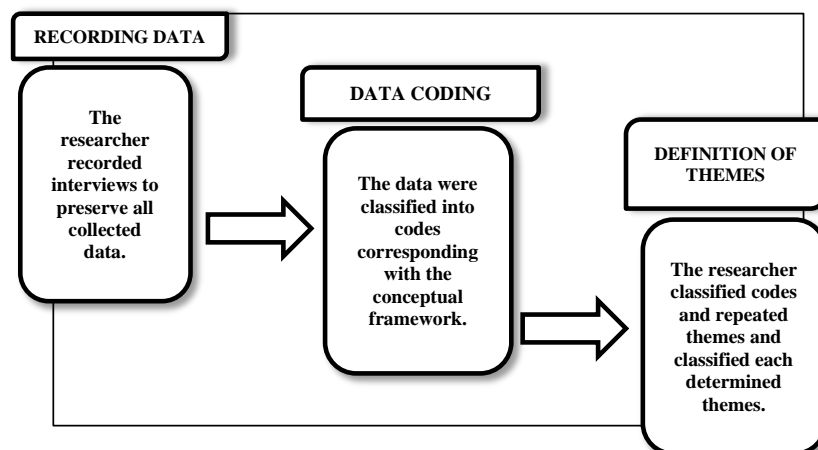 RECORDING DATA
The
researcher
recorded
interviews to
preserve all
collected
data.
DATA CODING
The data were
classified into
codes
corresponding
with the
conceptual
framework.
DEFINITION OF
THEMES
The researcher
classified codes
and repeated
themes and
classified each
determined
themes.